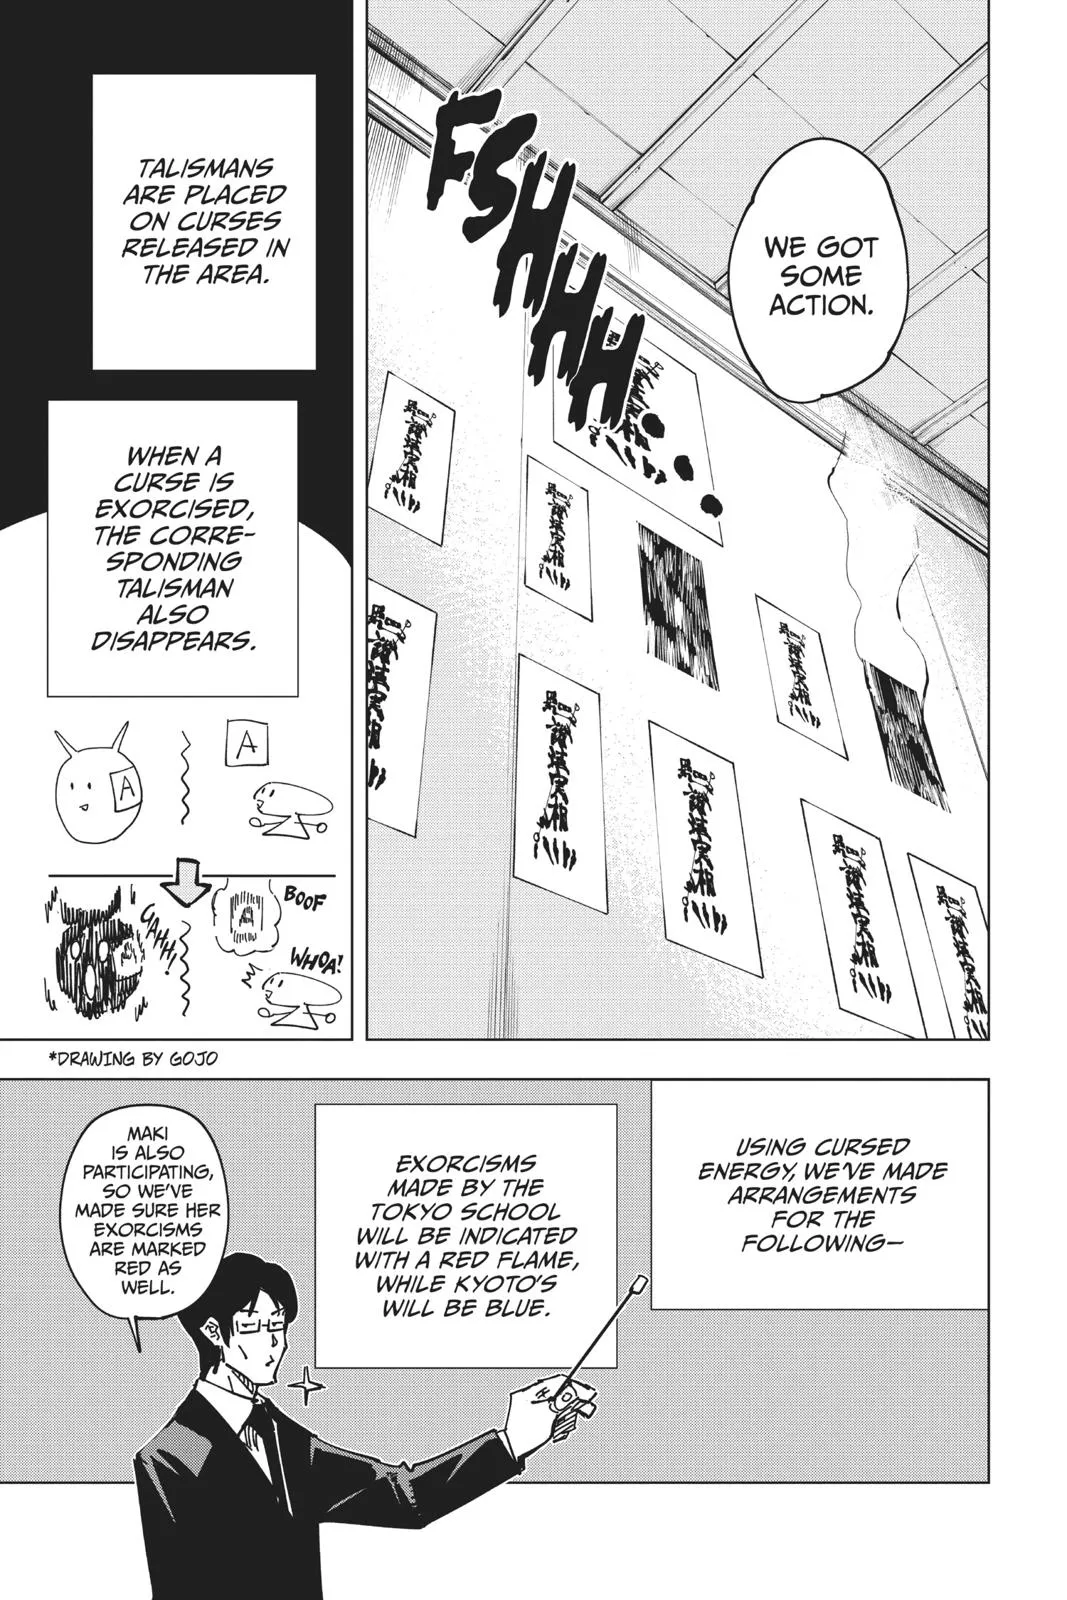 WE GOT
SOME
ACTION.
FSHHHH
TALISMANS
ARE PLACED
ON CURSES
RELEASED IN
THE AREA.
WHEN A
CURSE IS
EXORCISED,
THE CORRE-
SPONDING
TALISMAN
ALSO
DISAPPEARS.
A
A
GAHH!
A
BOOF
WHOA?
*DRAWING BY GOJO
USING CURSED
ENERGY, WE'VE MADE
ARRANGEMENTS
FOR THE
FOLLOWING—
EXORCISMS
MADE BY THE
TOKYO SCHOOL
WILL BE INDICATED
WITH A RED FLAME,
WHILE KYOTO'S
WILL BE BLUE.
MAKI
IS ALSO
PARTICIPATING,
SO WE'VE
MADE SURE HER
EXORCISMS
ARE MARKED
RED AS
WELL.